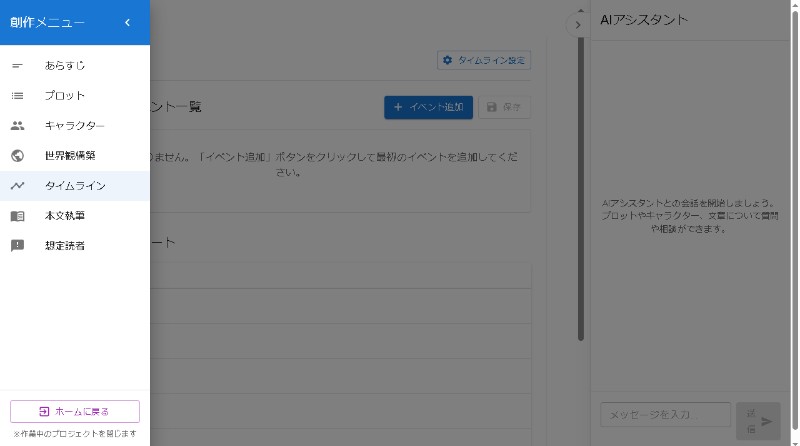 創作メニュー
あらすじ
プロット
キャラクター
世界観構築
タイムライン
本文執筆
想定読者
ホームに戻る
※作業中のプロジェクトを閉じます
タイムライン設定
ント一覧
イベント追加
保存
りません。「イベント追加」ボタンをクリックして最初のイベントを追加してくだ
さい。
ート
AIアシスタント
AIアシスタントとの会話を開始しましょう。
プロットやキャラクター、文章について質問
や相談ができます。
メッセージを入力...
送
信